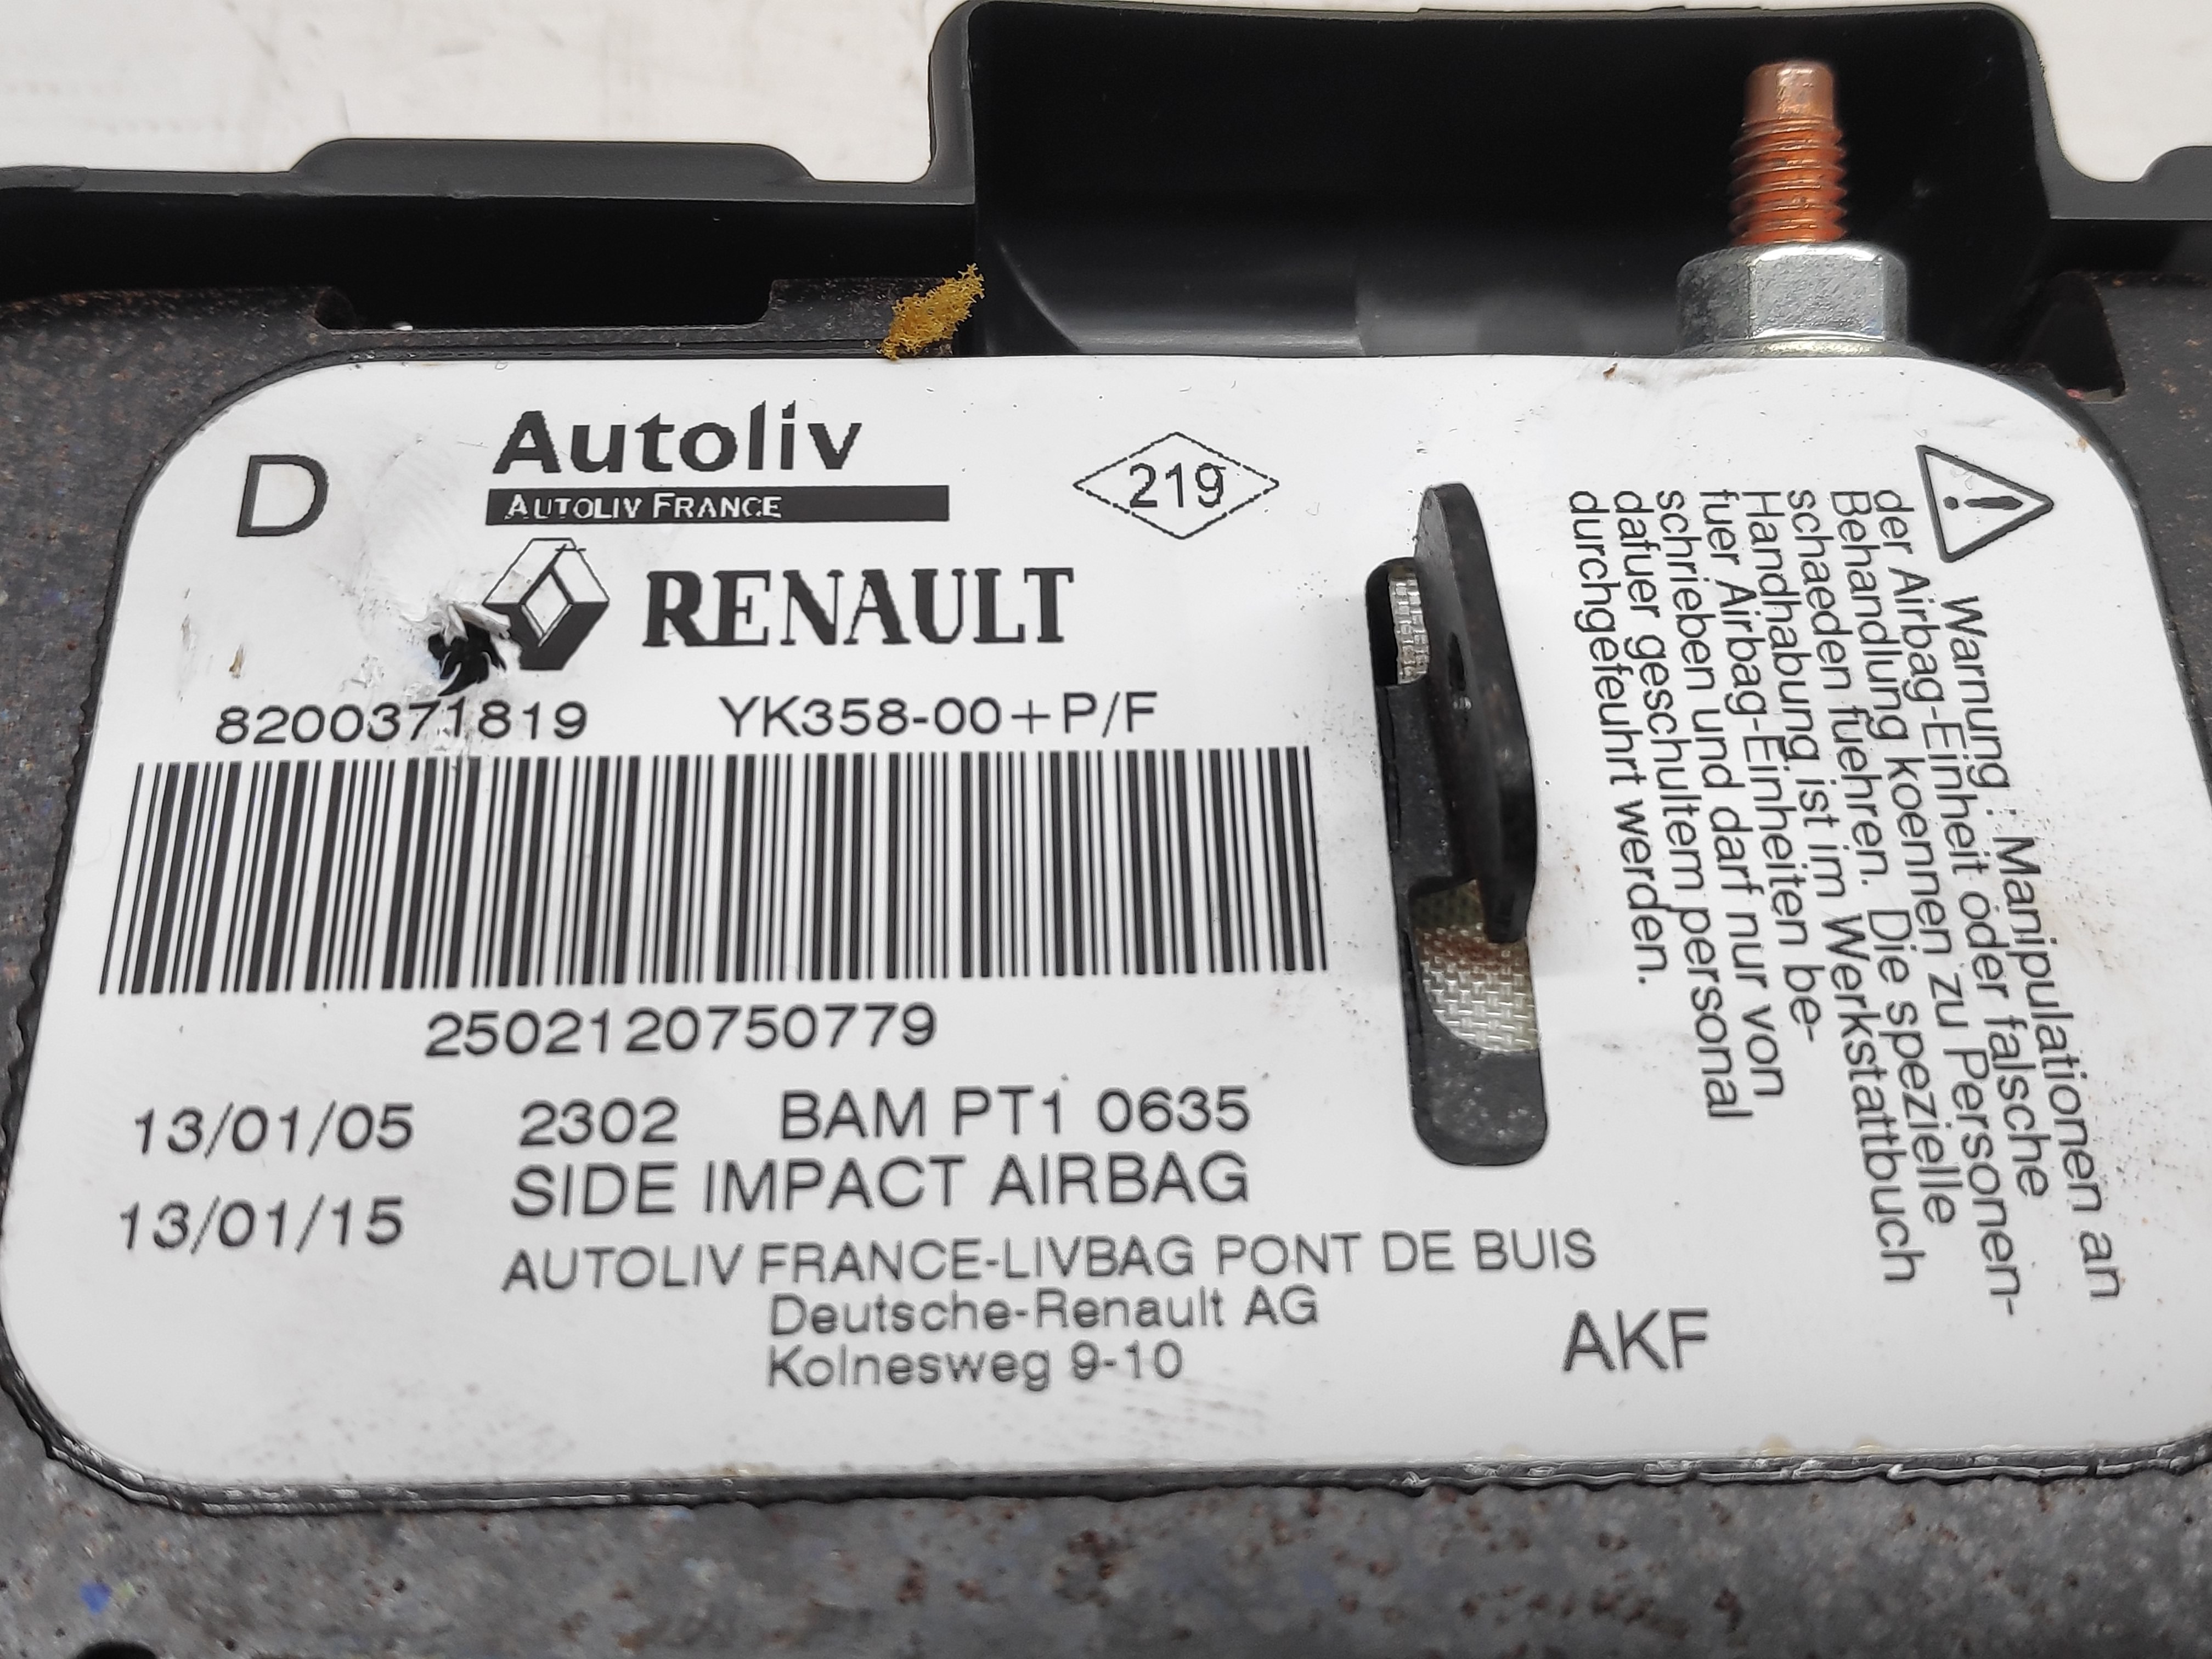 D
Autoliv
AUTOLIV FRANCE
219
RENAULT
8200371819 YK358-00+P/F
2502120750779
13/01/05 2302 BAM PT1 0635
SIDE IMPACT AIRBAG
13/01/15
AUTOLIV FRANCE-LIVBAG PONT DE BUIS
Deutsche-Renault AG
Kolnesweg 9-10
AKF
Warnung : Manipulationen an
der Airbag-Einheit oder falsche
Behandlung koennen zu Personen-
schaeden fuehren. Die spezielle
Handhabung ist im Werkstattbuch
fuer Airbag-Einheiten be-
schrieben und darf nur von
dafuer geschultem personal
durchgefeuhrt werden.